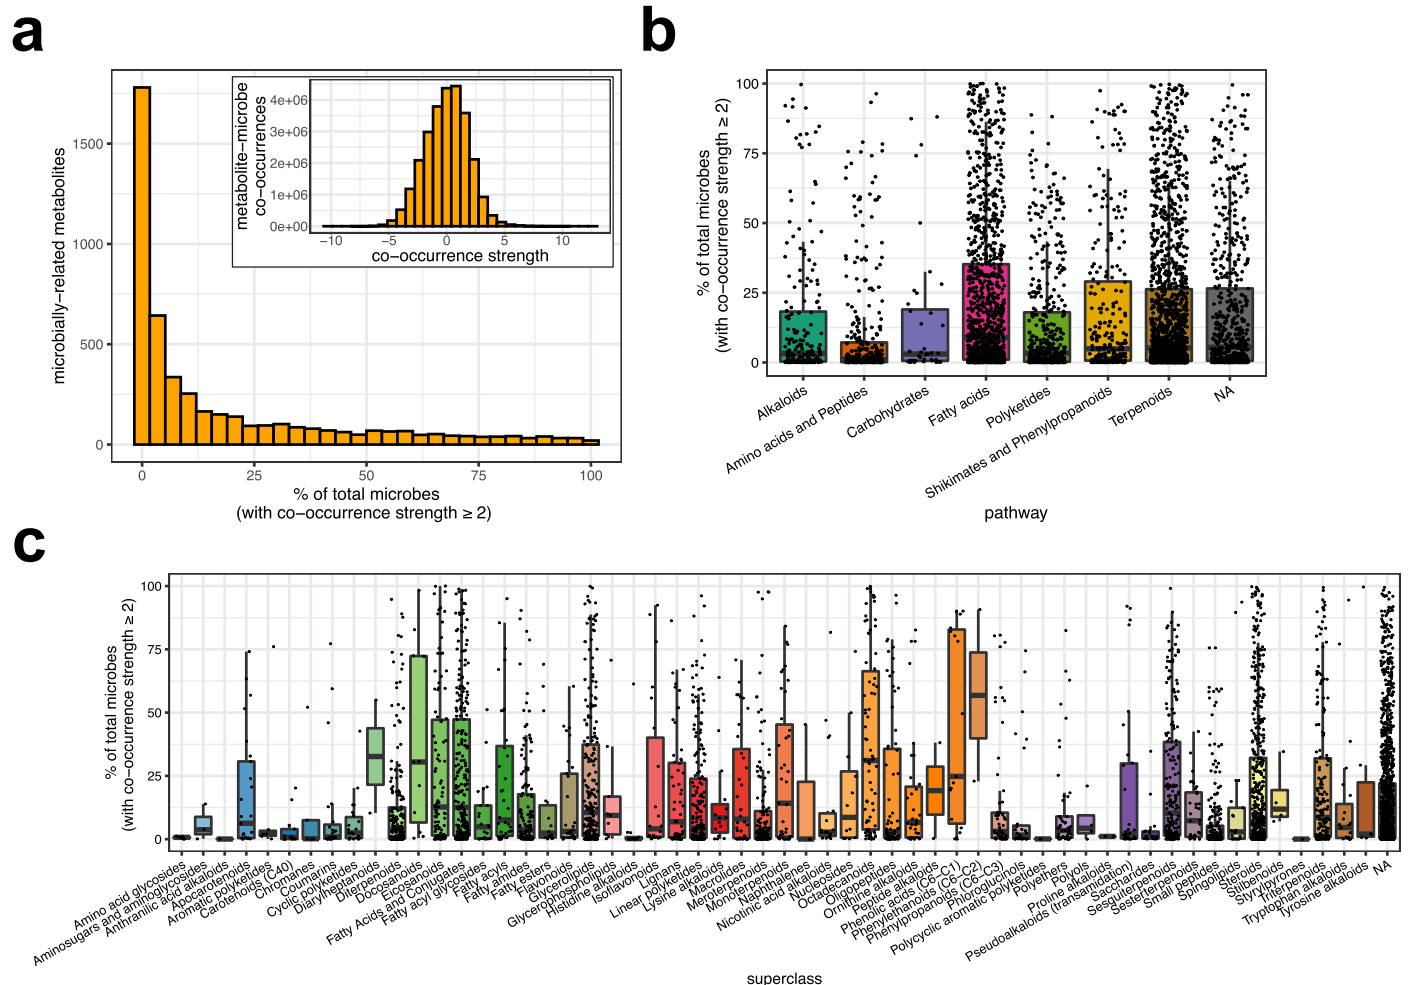 a
b
microbially−related metabolites
1500
1000
500
0
0
25
50
75
100
% of total microbes
(with co−occurrence strength ≥ 2)
metabolite−microbe
co−occurrences
4e+06
3e+06
2e+06
1e+06
0e+00
−10
−5
0
5
10
co−occurrence strength
% of total microbes
(with co−occurrence strength ≥ 2)
100
75
50
25
0
Alkaloids
Amino acids and Peptides
Carbohydrates
Fatty acids
Polyketides
Shikimates and Phenylpropanoids
Terpenoids
NA
pathway
c
% of total microbes
(with co−occurrence strength ≥ 2)
100
75
50
25
0
Amino acid glycosides
Aminosugars and aminoglycosides
Anthranilic acid alkaloids
Apocarotenoids
Aromatic polyketides
Carotenoids (C40)
Chromanes
Coumarins
Cyclic polyketides
Diarylheptanoids
Diterpenoids
Docosanoids
Eicosanoids
Fatty Acids and Conjugates
Fatty acyl glycosides
Fatty acyls
Fatty amides
Fatty esters
Flavonoids
Glycerolipids
Glycerophospholipids
Histidine alkaloids
Isoflavonoids
Lignans
Linear polyketides
Lysine alkaloids
Macrolides
Meroterpenoids
Monoterpenoids
Naphthalenes
Nicotinic acid alkaloids
Nucleosides
Octadecanoids
Oligopeptides
Ornithine alkaloids
Peptide alkaloids
Phenolic acids (C6−C1)
Phenylethanoids (C6−C2)
Phenylpropanoids (C6−C3)
Phloroglucinols
Polycyclic aromatic polyketides
Polyethers
Polyols
Proline alkaloids
Pseudoalkaloids (transamidation)
Saccharides
Sesquiterpenoids
Sesterterpenoids
Small peptides
Sphingolipids
Steroids
Stilbenoids
Styrylpyrones
Triterpenoids
Tryptophan alkaloids
Tyrosine alkaloids
NA
superclass